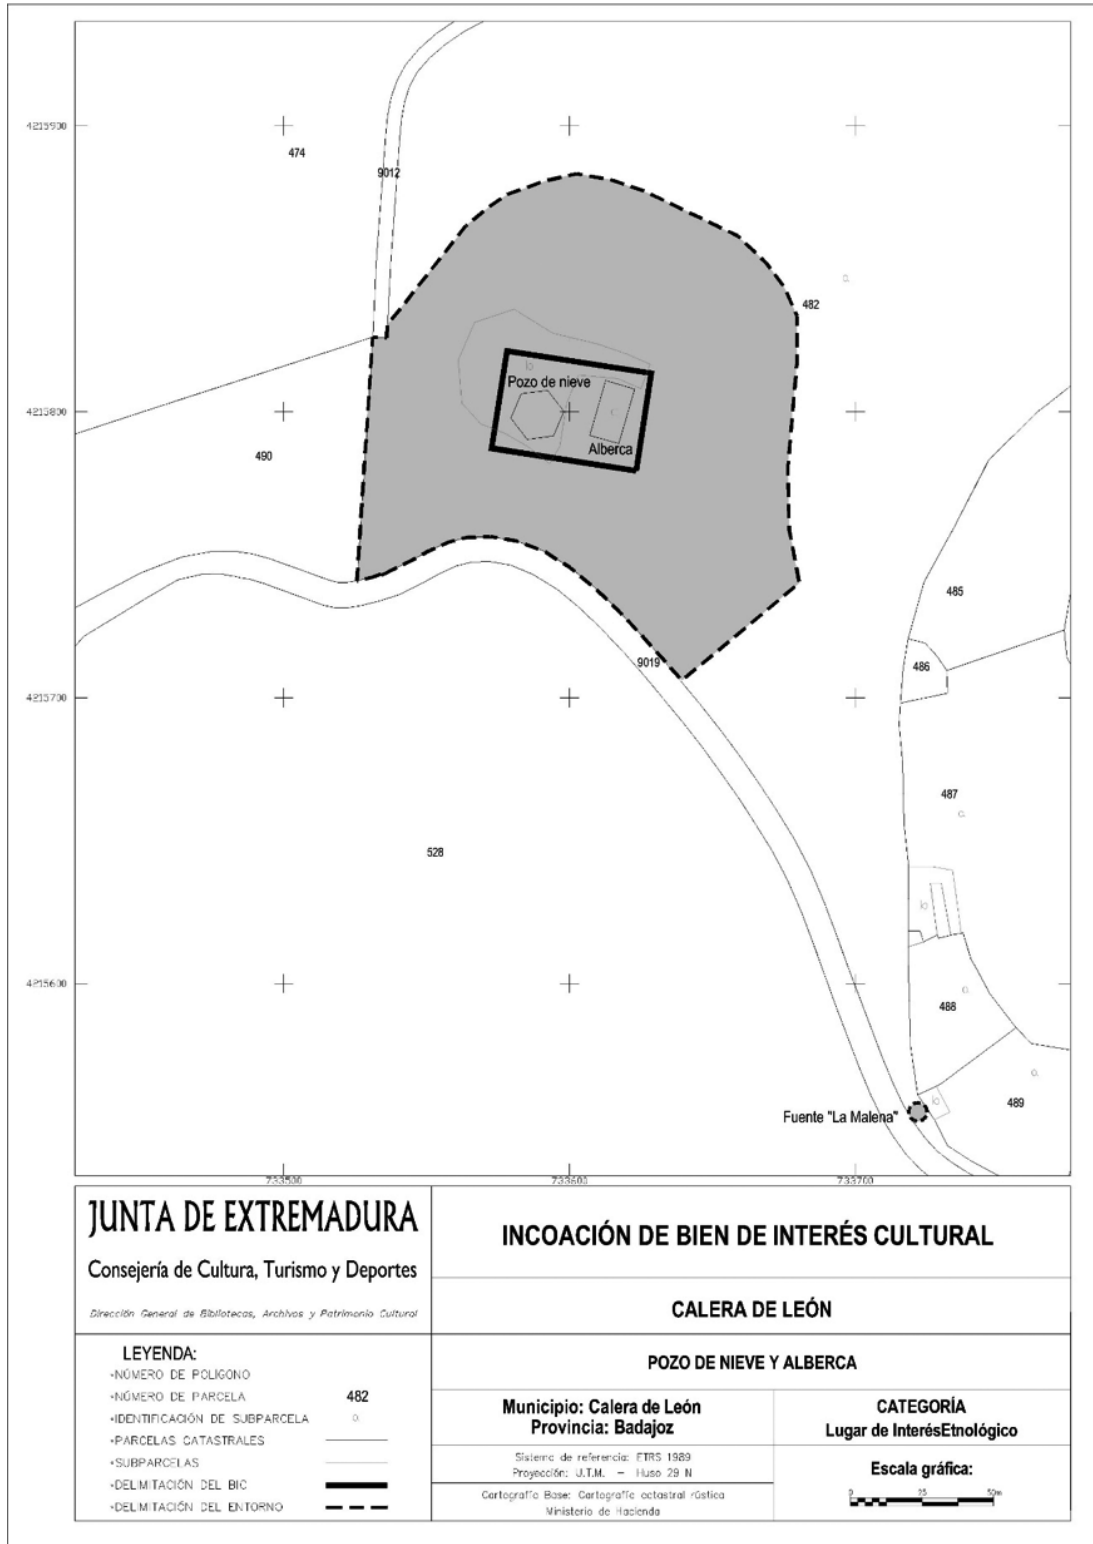 4215900
474
9012
482
a
b
Pozo de nieve
4215800
c
Alberca
490
485
9019
486
4215700
487
a
528
b
4215600
a
488
a
b
489
Fuente "La Malena"
733500
733600
733700
JUNTA DE EXTREMADURA
Consejería de Cultura, Turismo y Deportes
Dirección General de Bibliotecas, Archivos y Patrimonio Cultural
INCOACIÓN DE BIEN DE INTERÉS CULTURAL
CALERA DE LEÓN
POZO DE NIEVE Y ALBERCA
LEYENDA:
-NÚMERO DE POLÍGONO
-NÚMERO DE PARCELA 482
-IDENTIFICACIÓN DE SUBPARCELA a
-PARCELAS CATASTRALES
-SUBPARCELAS
-DELIMITACIÓN DEL BIC
-DELIMITACIÓN DEL ENTORNO
Municipio: Calera de León
Provincia: Badajoz
Sistema de referencia: ETRS 1989
Proyección: U.T.M. – Huso 29 N
Cartografía Base: Cartografía catastral rústica
Ministerio de Hacienda
CATEGORÍA
Lugar de InterésEtnológico
Escala gráfica:
0 25 50m